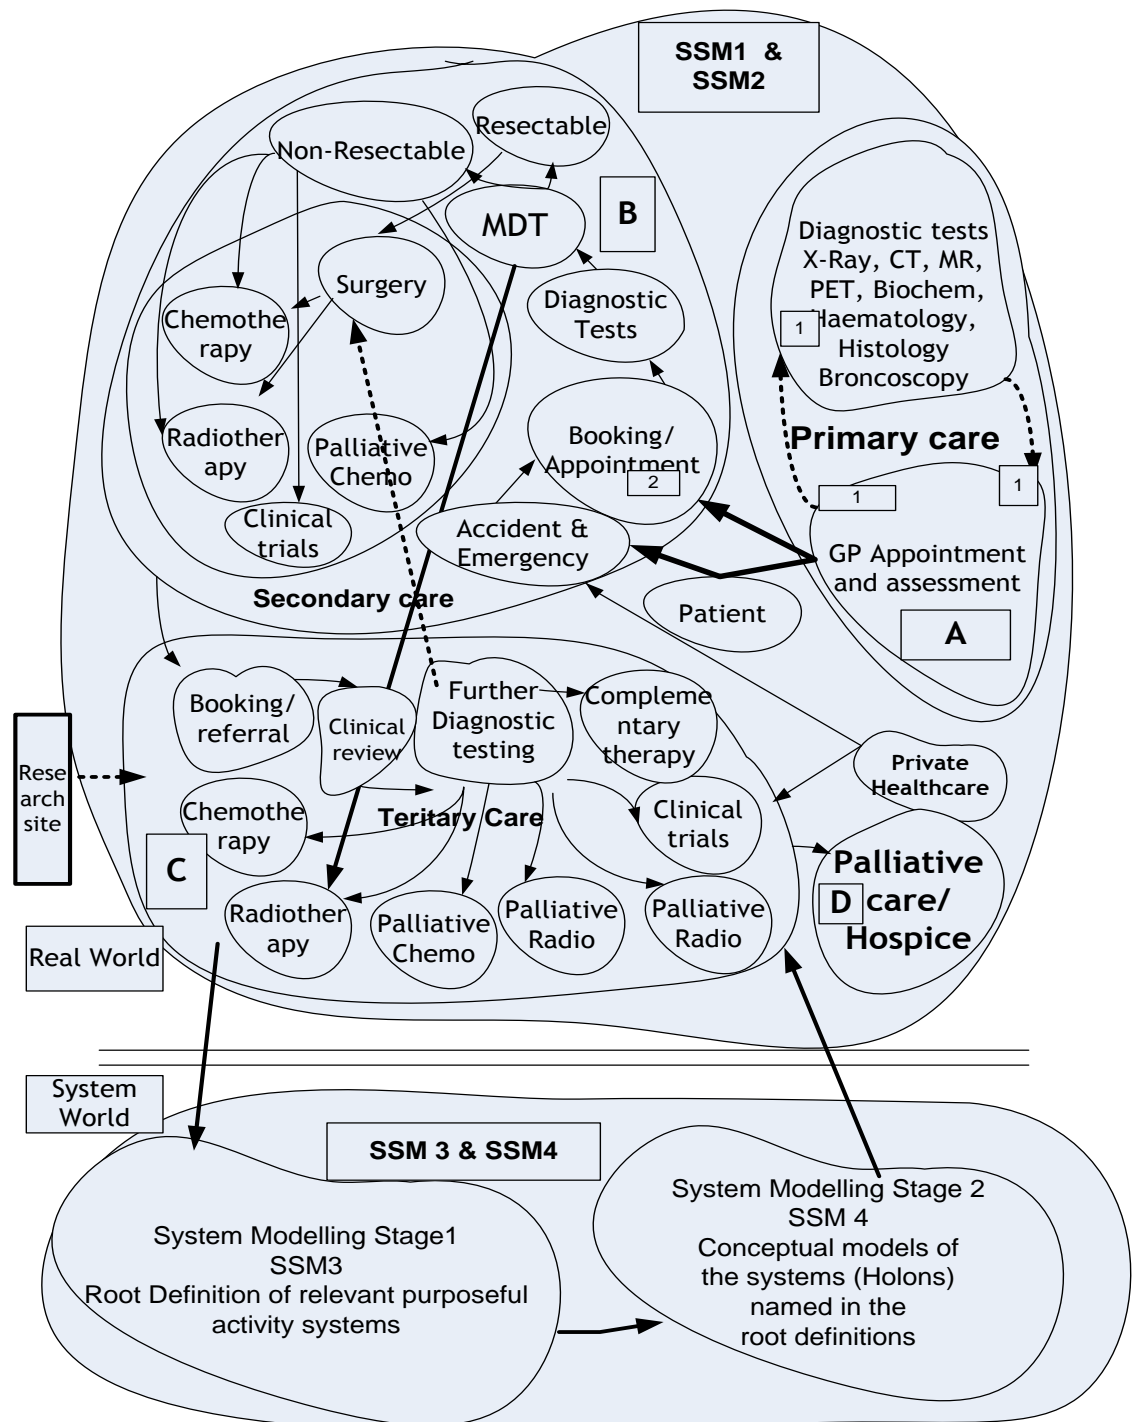 SSM1 &
SSM2
Resectable
Non-Resectable
MDT
B
Surgery
Diagnostic
Tests
Chemothe
rapy
Radiother
apy
Palliative
Chemo
Clinical
trials
Booking/
Appointment
2
Accident &
Emergency
Secondary care
Diagnostic tests
X-Ray, CT, MR,
PET, Biochem,
Haematology,
Histology
Broncoscopy
1
Primary care
1
1
GP Appointment
and assessment
A
Patient
Booking/
referral
Clinical
review
Further
Diagnostic
testing
Compleme
ntary
therapy
Private
Healthcare
Rese
arch
site
Chemothe
rapy
Teritary Care
Clinical
trials
C
Radiother
apy
Palliative
Chemo
Palliative
Radio
Palliative
Radio
Palliative
D care/
Hospice
Real World
System
World
SSM 3 & SSM4
System Modelling Stage1
SSM3
Root Definition of relevant purposeful
activity systems
System Modelling Stage 2
SSM 4
Conceptual models of
the systems (Holons)
named in the
root definitions